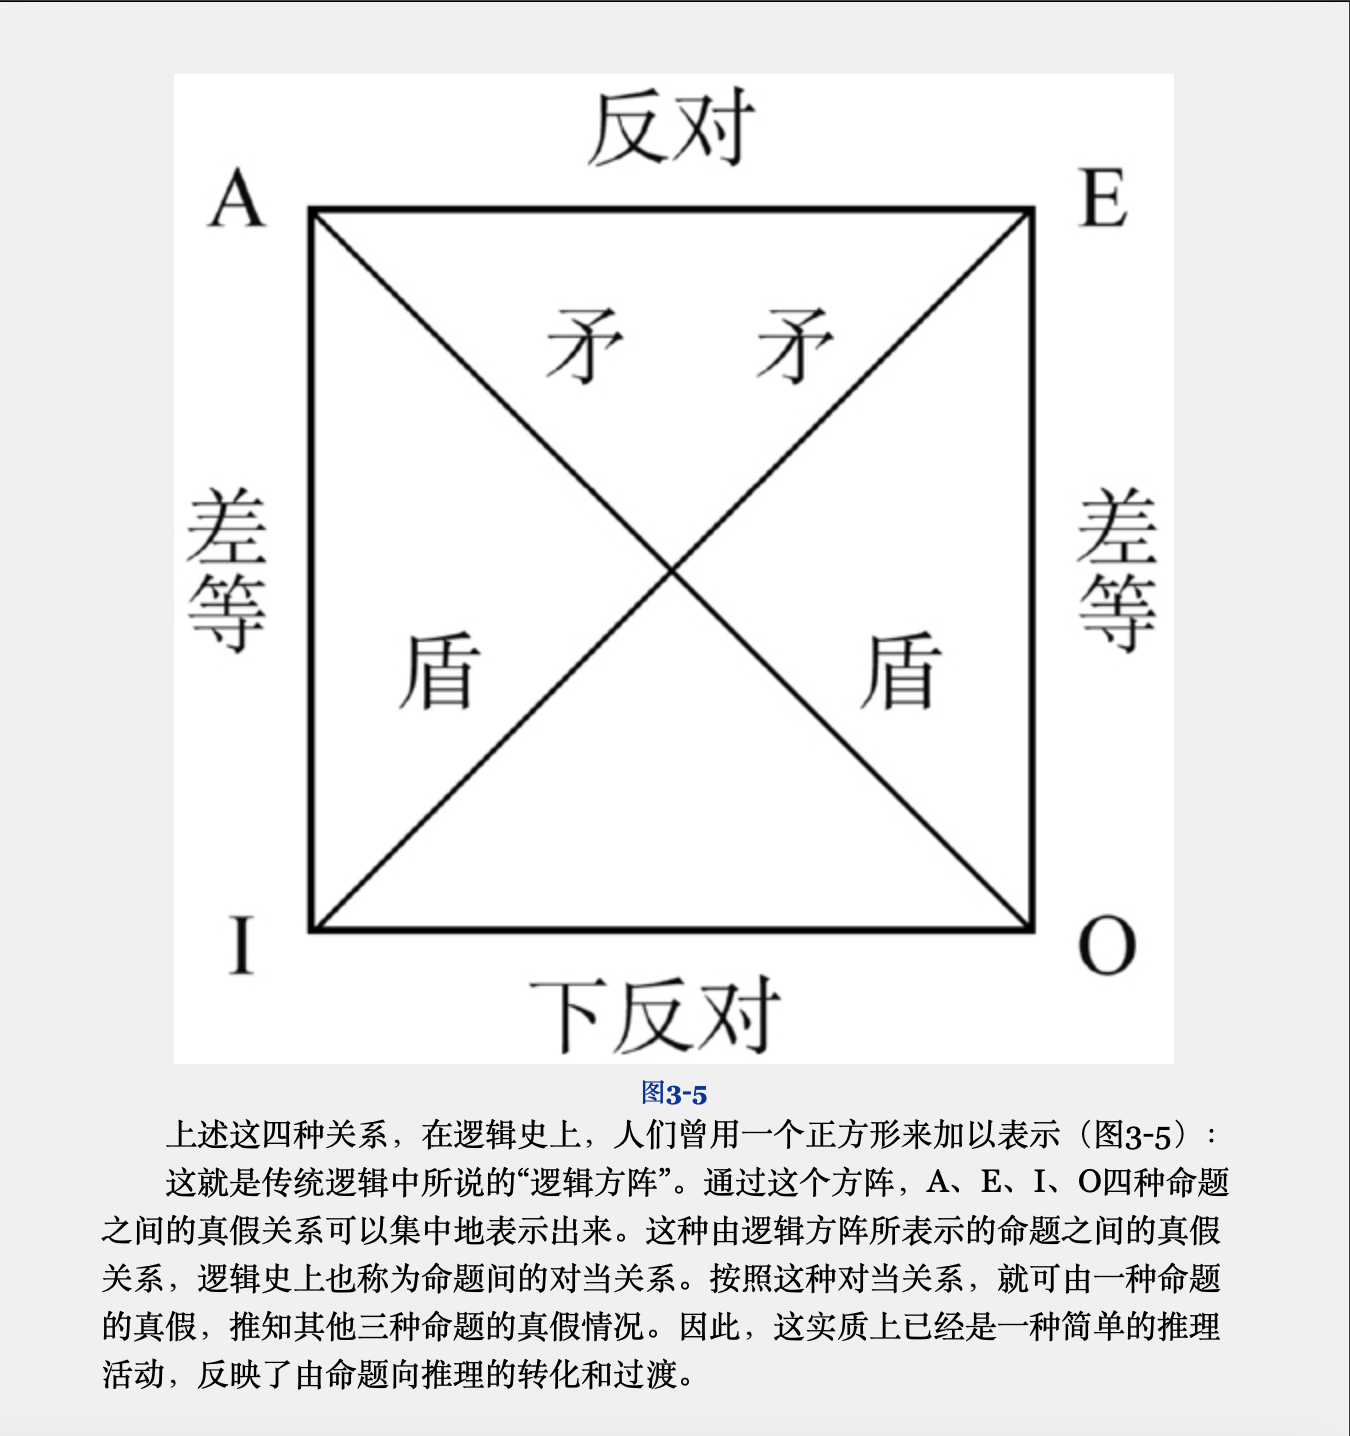 反对
A
E
矛 矛
差等
差等
盾 盾
I
O
下反对
图3-5
上述这四种关系，在逻辑史上，人们曾用一个正方形来加以表示（图3-5）：
这就是传统逻辑中所说的“逻辑方阵”。通过这个方阵，A、E、I、O四种命题
之间的真假关系可以集中地表示出来。这种由逻辑方阵所表示的命题之间的真假
关系，逻辑史上也称为命题间的对当关系。按照这种对当关系，就可由一种命题
的真假，推知其他三种命题的真假情况。因此，这实质上已经是一种简单的推理
活动，反映了由命题向推理的转化和过渡。